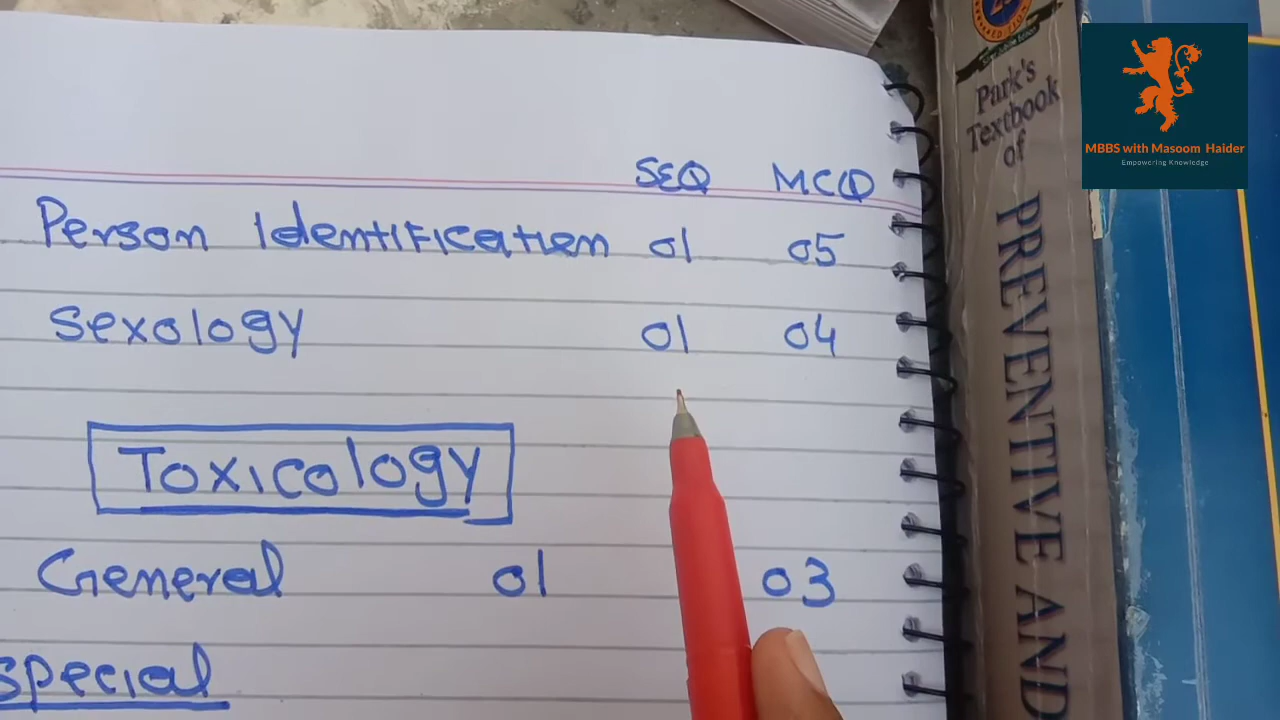 SEQ MCQ
Person Identification 01 05
Sexology 01 04
Toxicology
General 01 03
special
Park's
Textbook
of
PREVENTIVE AND
MBBS with Masoom Haider
Empowering Knowledge